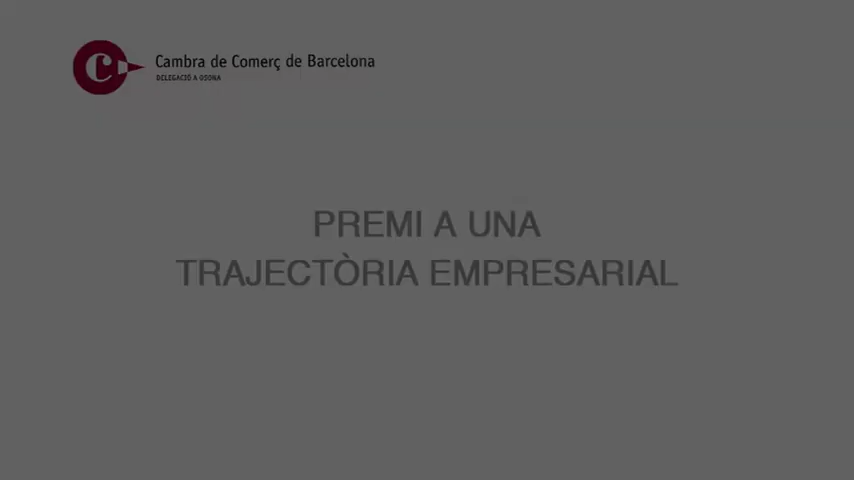 Cambra de Comerç de Barcelona
DELEGACIÓ A OSONA
PREMI A UNA
TRAJECTÒRIA EMPRESARIAL